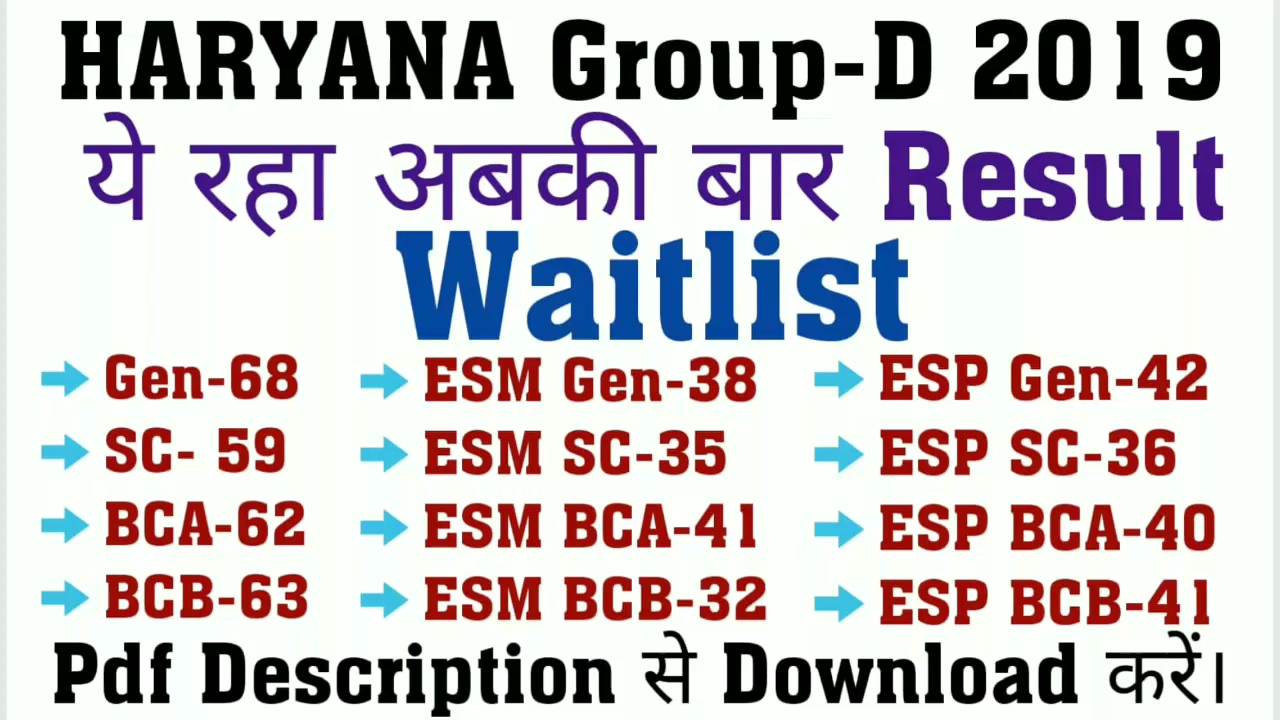 HARYANA Group-D 2019
ये रहा अबकी बार Result
Waitlist
Gen-68 ESM Gen-38 ESP Gen-42
SC- 59 ESM SC-35 ESP SC-36
BCA-62 ESM BCA-41 ESP BCA-40
BCB-63 ESM BCB-32 ESP BCB-41
Pdf Description से Download करें।